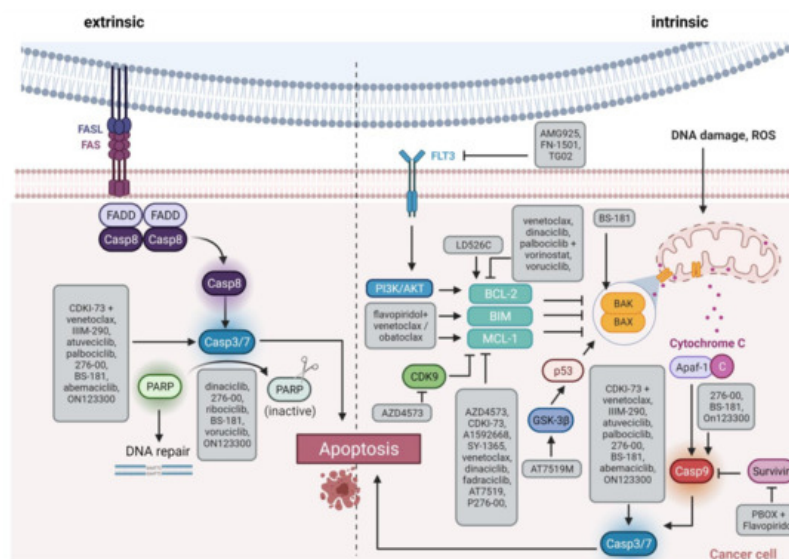 extrinsic
intrinsic
FASL
FAS
FADD
FADD
Casp8
Casp8
Casp8
CDKI-73 +
venetoclax,
IIIM-290,
atuveciclib,
palbociclib,
276-00,
BS-181,
abemaciclib,
ON123300
Casp3/7
PARP
PARP
(inactive)
dinaciclib,
276-00,
ribociclib,
BS-181,
voruciclib,
ON123300
DNA repair
Apoptosis
FLT3
AMG925,
FN-1501,
TG02
DNA damage, ROS
LD526C
venetoclax,
dinaciclib,
palbociclib +
vorinostat,
voruciclib,
BS-181
PI3K/AKT
BCL-2
BIM
MCL-1
flavopiridol+
venetoclax /
obatoclax
BAK
BAX
CDK9
AZD4573
AZD4573,
CDKI-73,
A1592668,
SY-1365,
venetoclax,
dinaciclib,
fadraciclib,
AT7519,
P276-00,
p53
GSK-3β
AT7519M
Cytochrome C
Apaf-1
C
CDKI-73 +
venetoclax,
IIIM-290,
atuveciclib,
palbociclib,
276-00,
BS-181,
abemaciclib,
ON123300
276-00,
BS-181,
On123300
Casp9
Survivin
PBOX +
Flavopirido
Casp3/7
Cancer cell